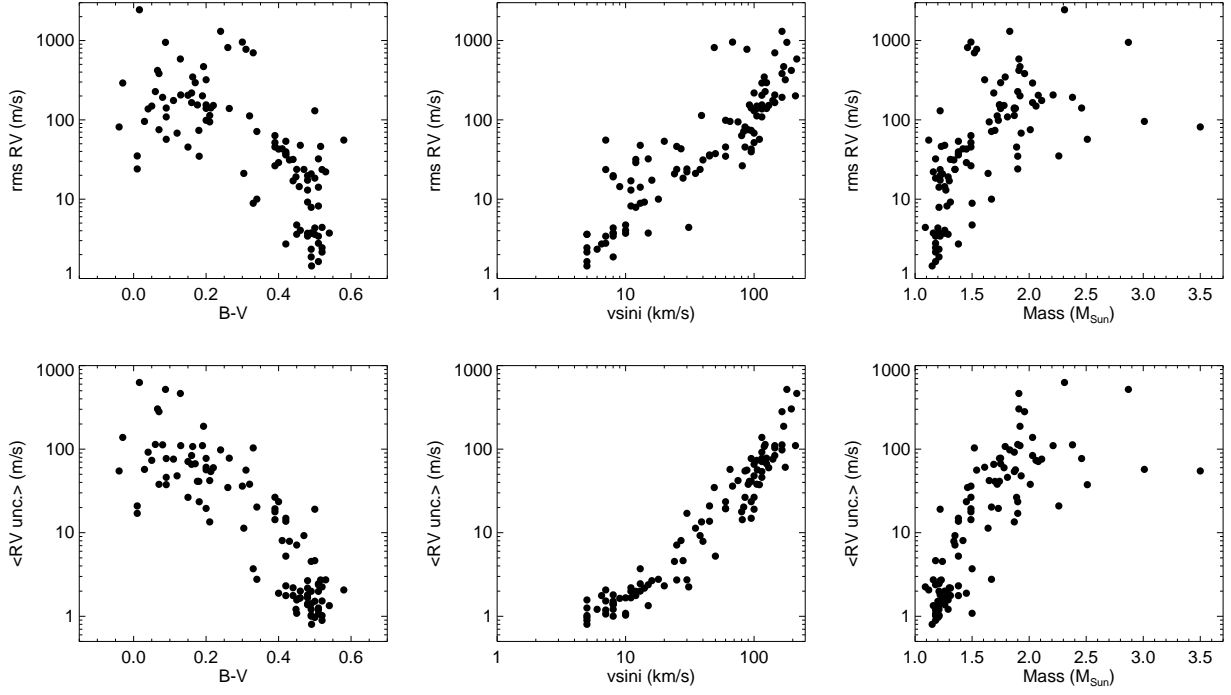 rms RV (m/s)
1000
100
10
1
0.0 0.2 0.4 0.6
B-V
rms RV (m/s)
1000
100
10
1
10 100
vsini (km/s)
rms RV (m/s)
1000
100
10
1
1.0 1.5 2.0 2.5 3.0 3.5
Mass (M_Sun)
<RV unc.> (m/s)
1000
100
10
1
0.0 0.2 0.4 0.6
B-V
<RV unc.> (m/s)
1000
100
10
1
10 100
vsini (km/s)
<RV unc.> (m/s)
1000
100
10
1
1.0 1.5 2.0 2.5 3.0 3.5
Mass (M_Sun)